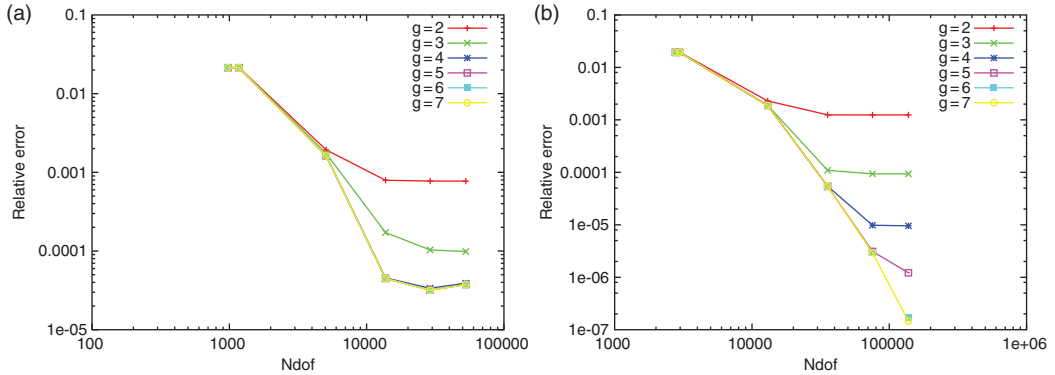 (a)
0.1
0.01
0.001
0.0001
1e-05
Relative error
100
1000
10000
100000
Ndof
g=2
g=3
g=4
g=5
g=6
g=7
(b)
0.1
0.01
0.001
0.0001
1e-05
1e-06
1e-07
Relative error
1000
10000
100000
1e+06
Ndof
g=2
g=3
g=4
g=5
g=6
g=7